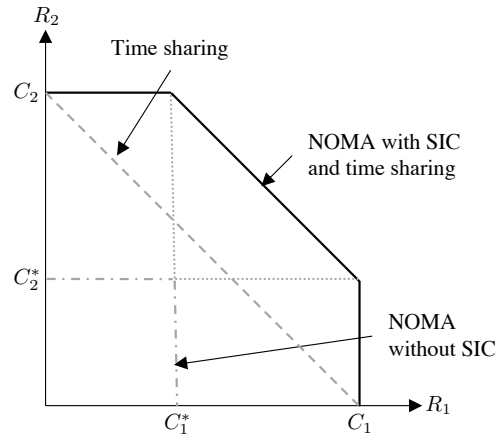 R₂
Time sharing
C₂
NOMA with SIC
and time sharing
C₂*
NOMA
without SIC
C₁*
C₁
R₁